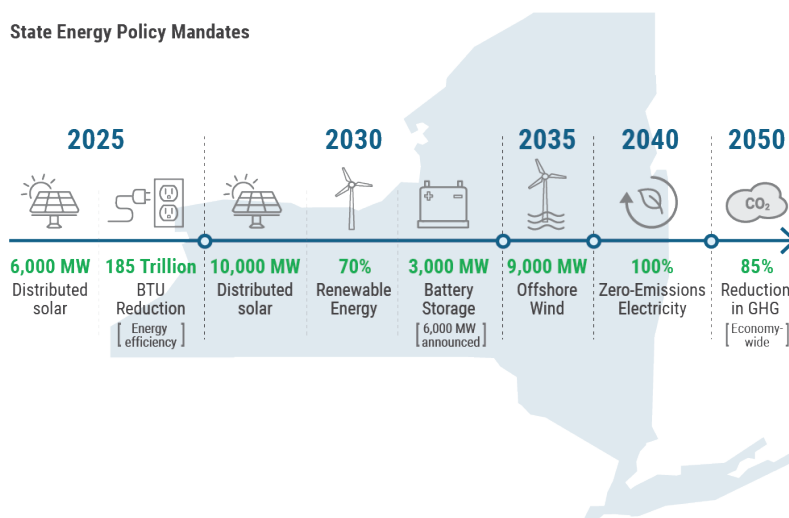 State Energy Policy Mandates
2025
2030
2035
2040
2050
CO₂
6,000 MW
Distributed
solar
185 Trillion
BTU
Reduction
[Energy
efficiency]
10,000 MW
Distributed
solar
70%
Renewable
Energy
3,000 MW
Battery
Storage
[6,000 MW
announced]
9,000 MW
Offshore
Wind
100%
Zero-Emissions
Electricity
85%
Reduction
in GHG
[Economy-
wide]